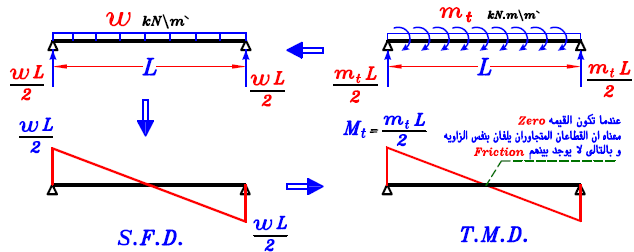 w kN\m`
L
wL/2
wL/2
m_t kN.m\m`
L
m_t L/2
m_t L/2
wL/2
wL/2
S.F.D.
M_t = m_t L/2
عندما تكون القيمه Zero
معناه ان القطاعان المتجاوران يلفان بنفس الزاويه
و بالتالى لا يوجد بينهم Friction
T.M.D.